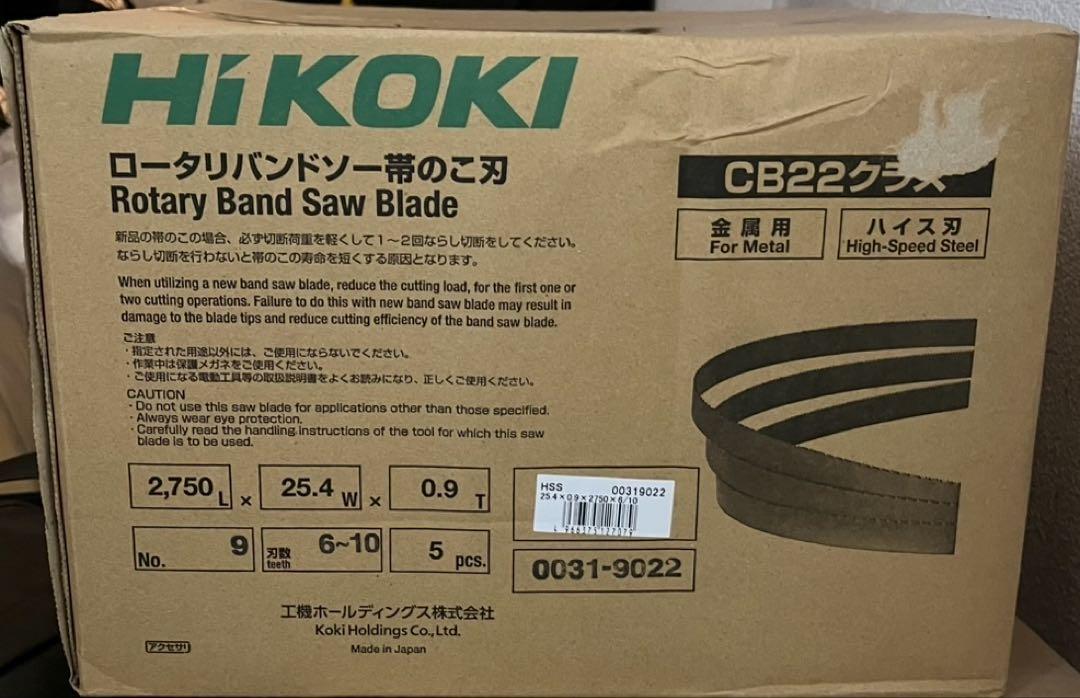 HiKOKI
ロータリバンドソー帯のこ刃
Rotary Band Saw Blade
新品の帯のこの場合、必ず切断荷重を軽くして1～2回ならし切断をしてください。
ならし切断を行わないと帯のこの寿命を短くする原因となります。
When utilizing a new band saw blade, reduce the cutting load, for the first one or
two cutting operations. Failure to do this with new band saw blade may result in
damage to the blade tips and reduce cutting efficiency of the band saw blade.
ご注意
・指定された用途以外には、ご使用にならないでください。
・作業中は保護メガネをご使用ください。
・ご使用になる電動工具等の取扱説明書をよくお読みになり、正しくご使用ください。
CAUTION
・Do not use this saw blade for applications other than those specified.
・Always wear eye protection.
・Carefully read the handling instructions of the tool for which this saw
blade is to be used.
CB22クラス
金属用
For Metal
ハイス刃
High-Speed Steel
2,750 L × 25.4 W × 0.9 T
No. 9
刃数
teeth
6~10
5 pcs.
HSS 00319022
25.4×0.9×2750×6/10
0031-9022
工機ホールディングス株式会社
Koki Holdings Co.,Ltd.
Made in Japan
アクセサリ